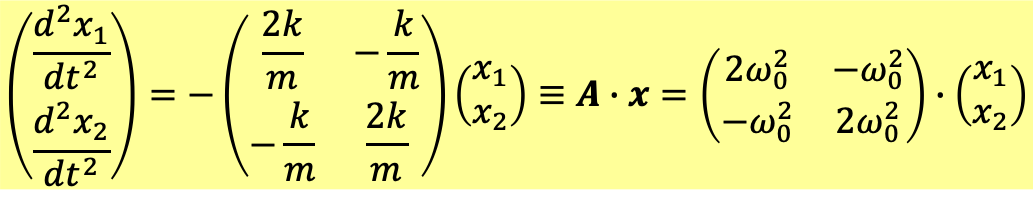 (d²x₁/dt² d²x₂/dt²) = −(2k/m −k/m −k/m 2k/m)(x₁ x₂) ≡ A · x = (2ω₀² −ω₀² −ω₀² 2ω₀²) · (x₁ x₂)